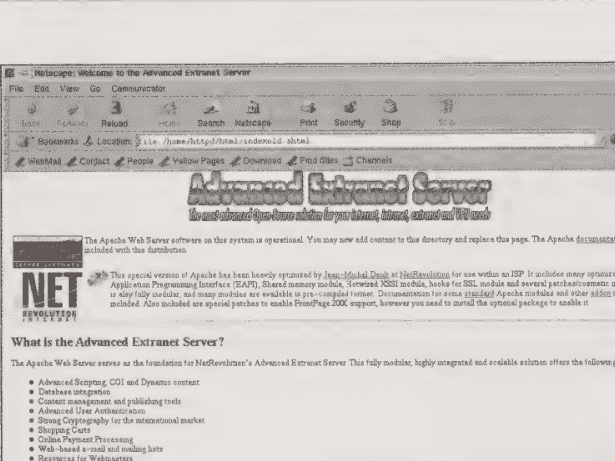 Netscape: Welcome to the Advanced Extranet Server
File Edit View Go Communicator
Back Forward Reload Home Search Netscape Print Security Shop Stop
Bookmarks Location: file /home/httpd/html/indexold shtml
WebMail Contact People Yellow Pages Download Find Sites Channels
Advanced Extranet Server
The most advanced Open-Source solution for your internet, intranet, extranet and VPN needs
The Apache Web Server software on this system is operational. You may now add content to this directory and replace this page. The Apache documentat
included with this distribution.
NET
REVOLUTION
INTERNET
This special version of Apache has been heavily optimized by Jean-Michel Dault at NetRevolution for use within an ISP It includes many optimiz
Application Programming Interface (EAPI), Shared memory module, Hotwired XSSI module, hooks for SSL module and several patches/cosmetic
is also fully modular, and many modules are available in pre-compiled format. Documentation for some standard Apache modules and other addon
included. Also included are special patches to enable FrontPage 2000 support, however you need to install the optional package to enable it
What is the Advanced Extranet Server?
The Apache Web Server serves as the foundation for NetRevolution's Advanced Extranet Server This fully modular, highly integrated and scalable solution offers the following
Advanced Scripting, CGI and Dynamic content
Database integration
Content management and publishing tools
Advanced User Authentication
Strong Cryptography for the international market
Shopping Carts
Online Payment Processing
Web-based e-mail and mailing lists
Resources for Webmasters